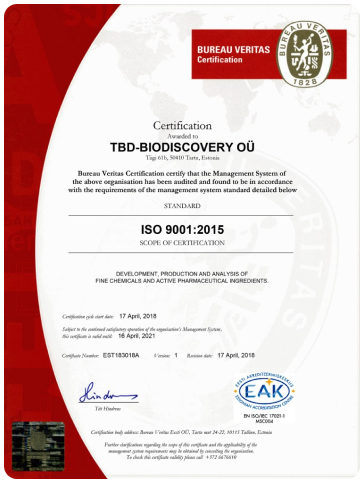 BUREAU VERITAS
Certification
BUREAU VERITAS
1828
Certification
Awarded to
TBD-BIODISCOVERY OÜ
Tiigi 61b, 50410 Tartu, Estonia
Bureau Veritas Certification certify that the Management System of
the above organisation has been audited and found to be in accordance
with the requirements of the management system standard detailed below
STANDARD
ISO 9001:2015
SCOPE OF CERTIFICATION
DEVELOPMENT, PRODUCTION AND ANALYSIS OF
FINE CHEMICALS AND ACTIVE PHARMACEUTICAL INGREDIENTS.
Certification cycle start date: 17 April, 2018
Subject to the continued satisfactory operation of the organisation's Management System,
this certificate is valid until: 16 April, 2021
Certificate Number: EST183018A Version: 1 Revision date: 17 April, 2018
EESTI AKREDITEERIMISKESKUS
EAK
ESTONIAN ACCREDITATION CENTRE
EN ISO/IEC 17021-1
MSC004
Certification body address: Bureau Veritas Eesti OÜ, Tartu mnt 24-22, 10115 Tallinn, Estonia
Further clarifications regarding the scope of this certificate and the applicability of the
management system requirements may be obtained by consulting the organisation.
To check this certificate validity please call +372 6676610